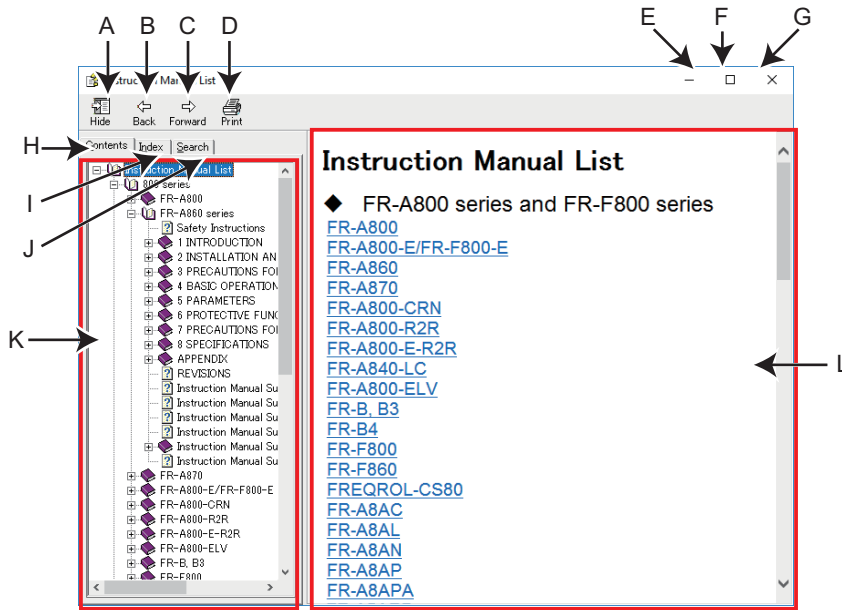 A B C D E F G
Instruction Manual List
Hide Back Forward Print
H
Contents Index Search
Instruction Manual List
800 series
FR-A800
FR-A860 series
Safety Instructions
1 INTRODUCTION
2 INSTALLATION AN
3 PRECAUTIONS FO
4 BASIC OPERATION
5 PARAMETERS
6 PROTECTIVE FUNC
7 PRECAUTIONS FO
8 SPECIFICATIONS
APPENDIX
REVISIONS
Instruction Manual Su
Instruction Manual Su
Instruction Manual Su
Instruction Manual Su
Instruction Manual Su
Instruction Manual Su
FR-A870
FR-A800-E/FR-F800-E
FR-A800-CRN
FR-A800-R2R
FR-A800-E-R2R
FR-A800-ELV
FR-B, B3
FR-F800
I
J
K
Instruction Manual List
◆ FR-A800 series and FR-F800 series
FR-A800
FR-A800-E/FR-F800-E
FR-A860
FR-A870
FR-A800-CRN
FR-A800-R2R
FR-A800-E-R2R
FR-A840-LC
FR-A800-ELV
FR-B, B3
FR-B4
FR-F800
FR-F860
FREQROL-CS80
FR-A8AC
FR-A8AL
FR-A8AN
FR-A8AP
FR-A8APA
L